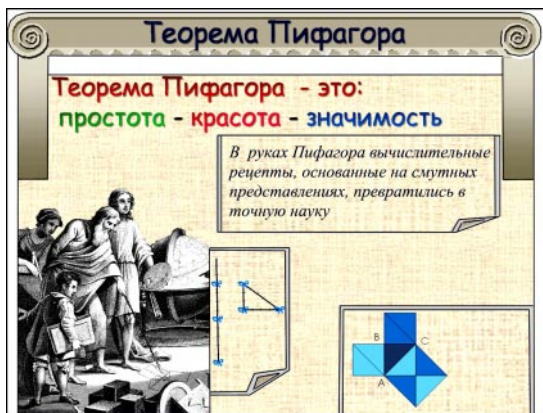 Теорема Пифагора
Теорема Пифагора - это:
простота - красота - значимость
В руках Пифагора вычислительные
рецепты, основанные на смутных
представлениях, превратились в
точную науку
B
C
A